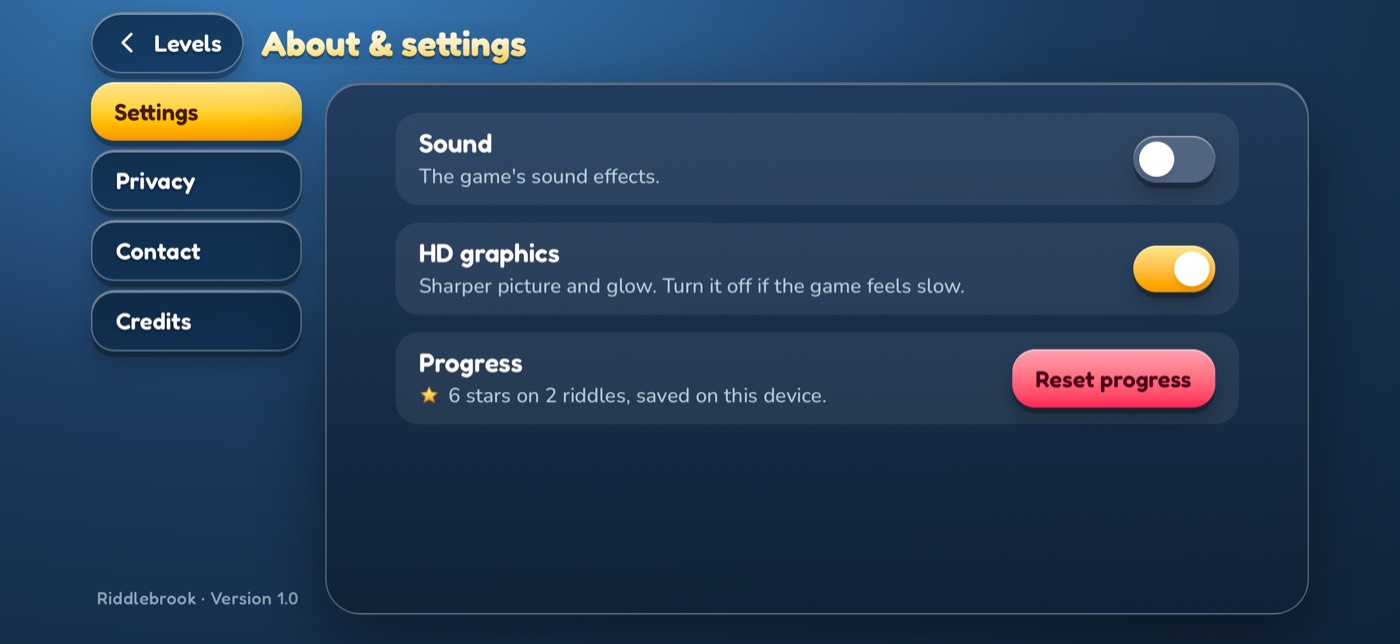 Levels
About & settings
Settings
Privacy
Contact
Credits
Riddlebrook · Version 1.0
Sound
The game's sound effects.
HD graphics
Sharper picture and glow. Turn it off if the game feels slow.
Progress
6 stars on 2 riddles, saved on this device.
Reset progress